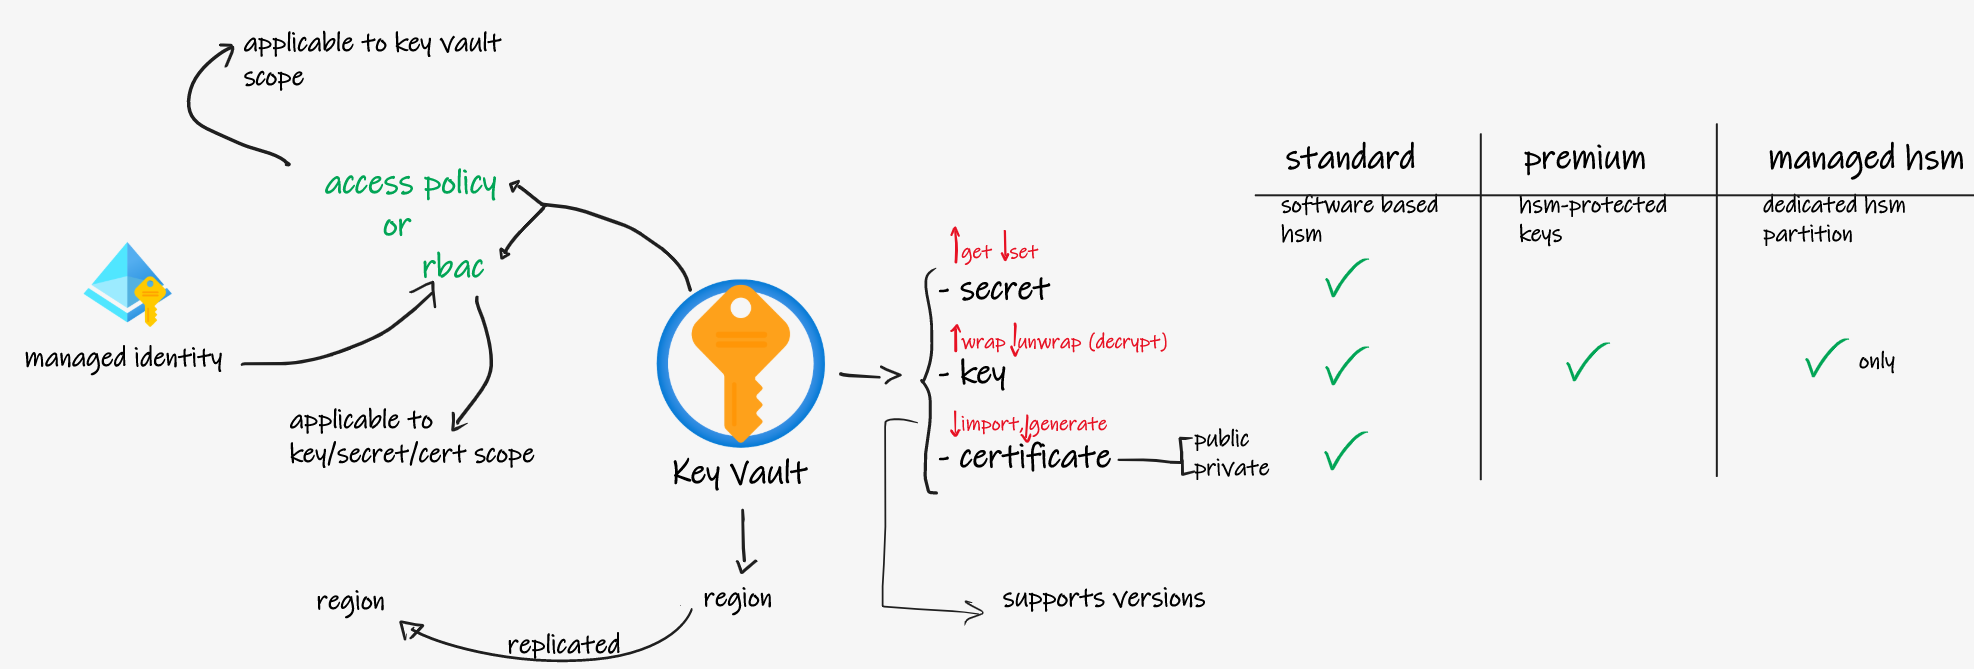 applicable to key vault
scope
access policy
or
rbac
managed identity
applicable to
key/secret/cert scope
Key Vault
region
replicated
region
↑get ↓set
- secret
↑wrap ↓unwrap (decrypt)
- key
↓import,↓generate
- certificate
public
private
supports versions
standard
premium
managed hsm
software based
hsm
hsm-protected
keys
dedicated hsm
partition
✓
✓
✓
✓ only
✓